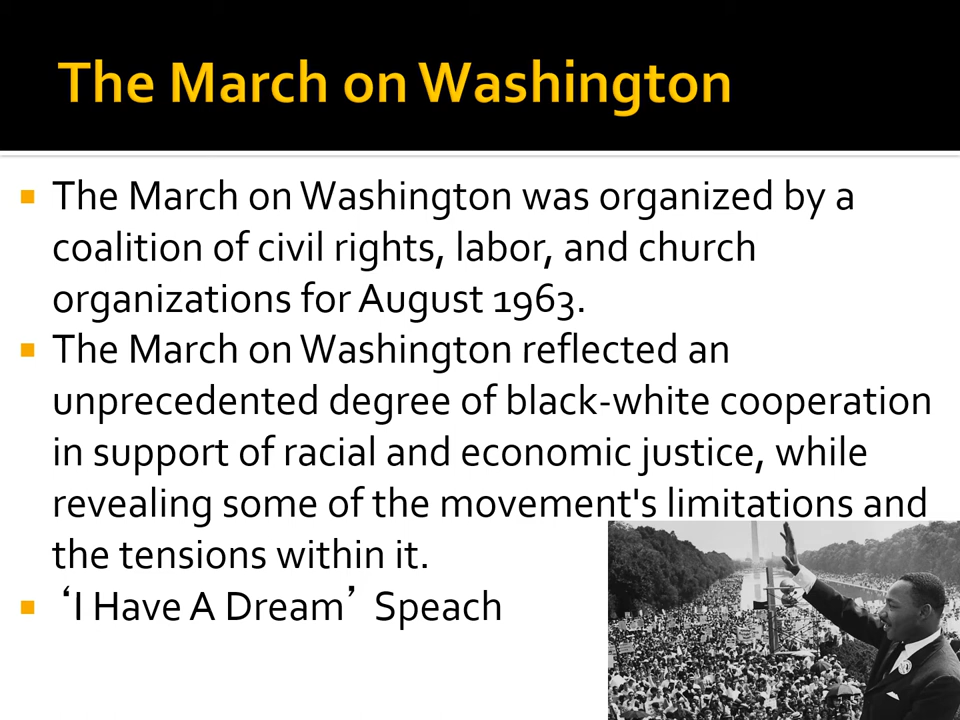 The March on Washington
The March on Washington was organized by a
coalition of civil rights, labor, and church
organizations for August 1963.
The March on Washington reflected an
unprecedented degree of black-white cooperation
in support of racial and economic justice, while
revealing some of the movement's limitations and
the tensions within it.
‘I Have A Dream’ Speach